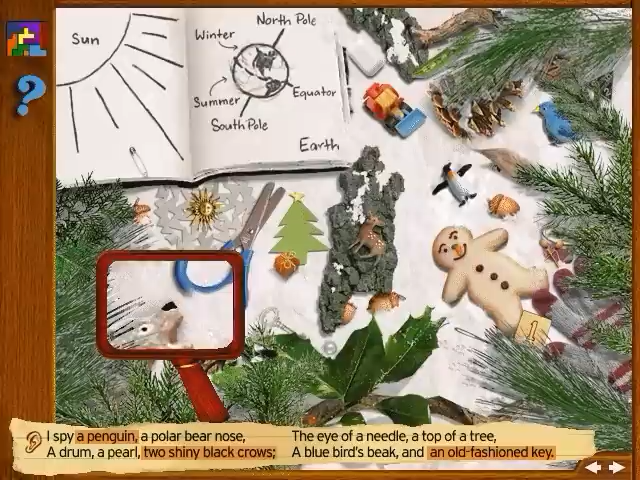 Sun
North Pole
Winter
Summer
Equator
South Pole
Earth
1
?
I spy a penguin, a polar bear nose,
A drum, a pearl, two shiny black crows;
The eye of a needle, a top of a tree,
A blue bird's beak, and an old-fashioned key.